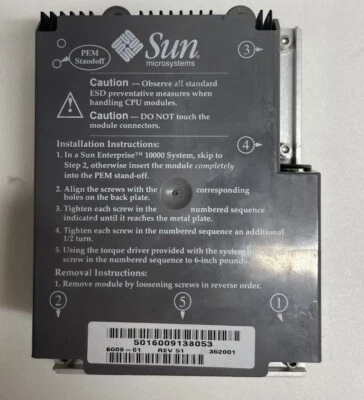 PEM
Standoff
Sun
microsystems
3
Caution – Observe all standard
ESD preventative measures when
handling CPU modules.
Caution – DO NOT touch the
module connectors.
4
Installation Instructions:
1. In a Sun Enterprise™ 10000 System, skip to
Step 2, otherwise insert the module completely
into the PEM stand-off.
2. Align the screws with the corresponding
holes on the back plate.
3. Tighten each screw in the numbered sequence
indicated until it reaches the metal plate.
4. Tighten each screw in the numbered sequence an additional
1/2 turn.
5. Using the torque driver provided with the system
screw in the numbered sequence to 6-inch pounds.
Removal Instructions:
1. Remove module by loosening screws in reverse order.
2
5
1
5016009138053
6009-01 REV 51 352001